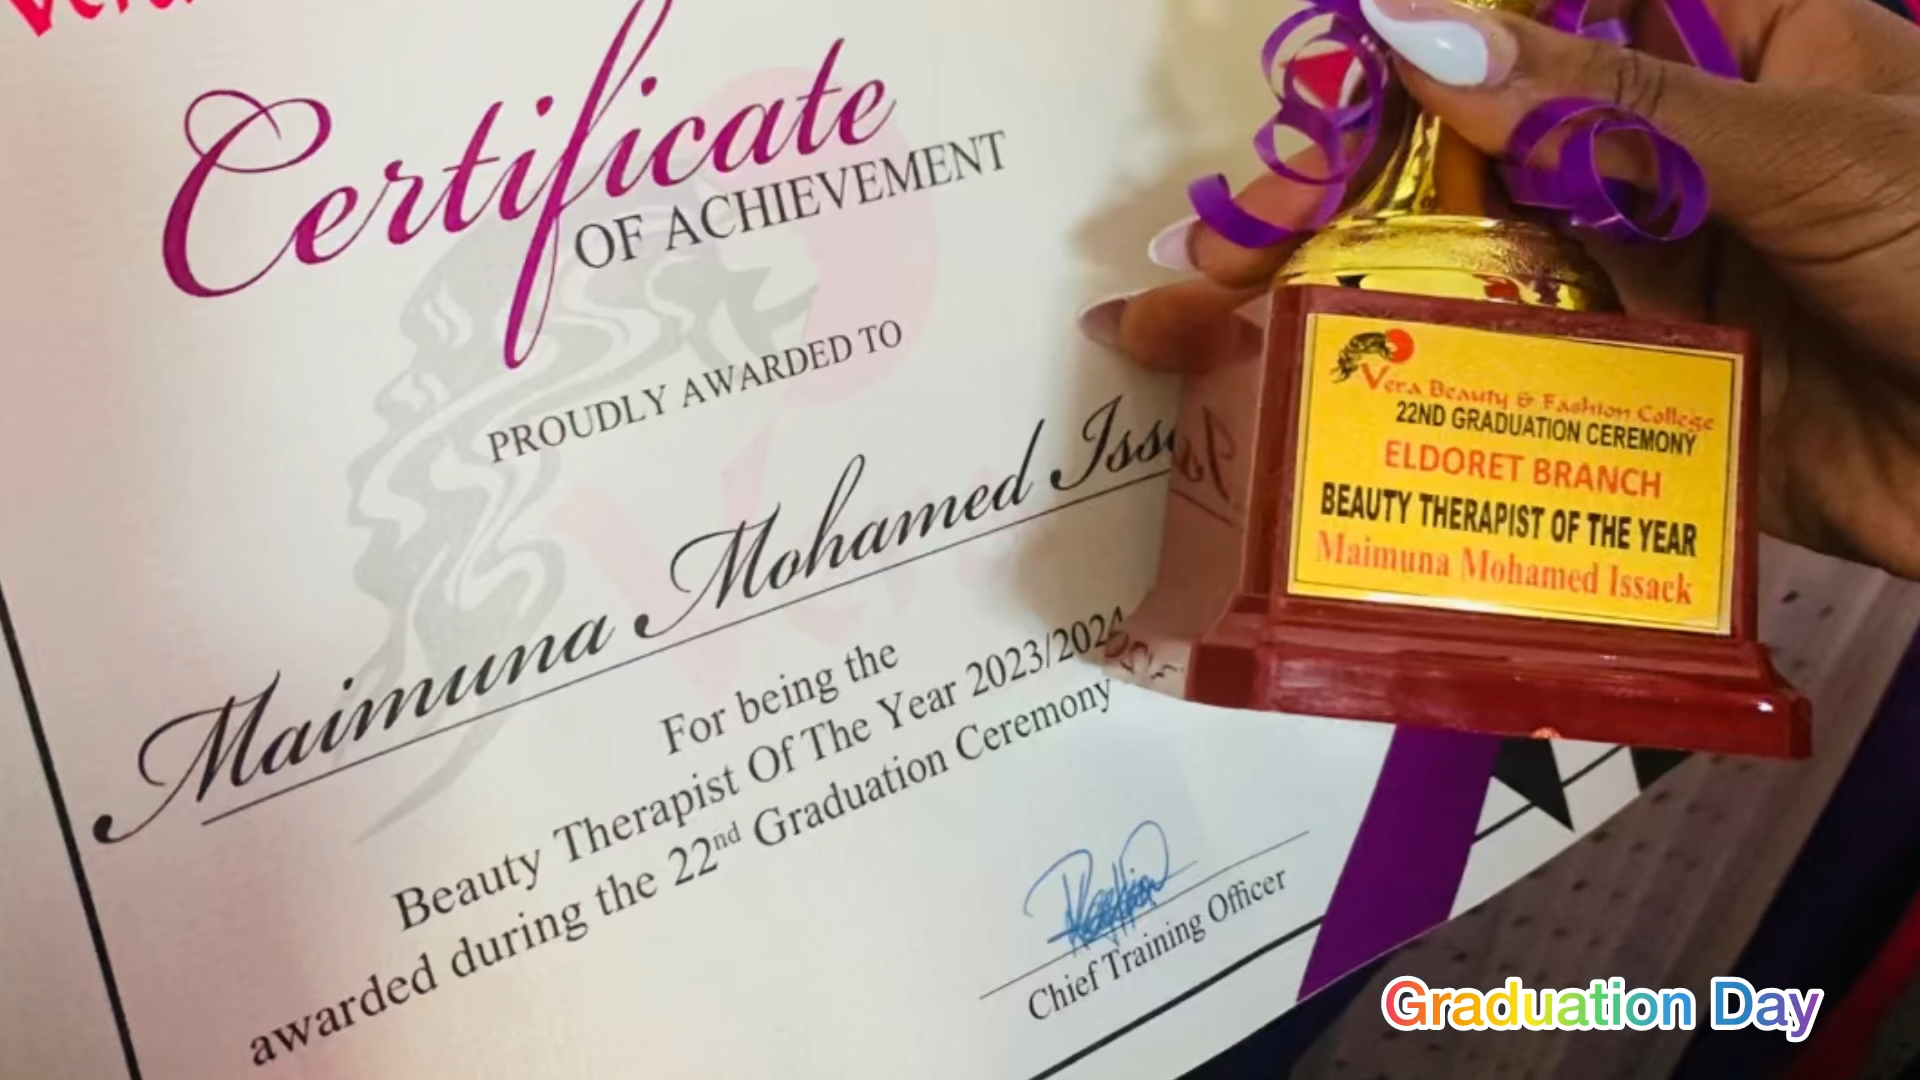 Certificate
OF ACHIEVEMENT
PROUDLY AWARDED TO
Maimuna Mohamed
For being the
Beauty Therapist Of The Year 2023/2024
awarded during the 22nd Graduation Ceremony
Chief Training Officer
Vera Beauty & Fashion College
22ND GRADUATION CEREMONY
ELDORET BRANCH
BEAUTY THERAPIST OF THE YEAR
Maimuna Mohamed Issack
Graduation Day